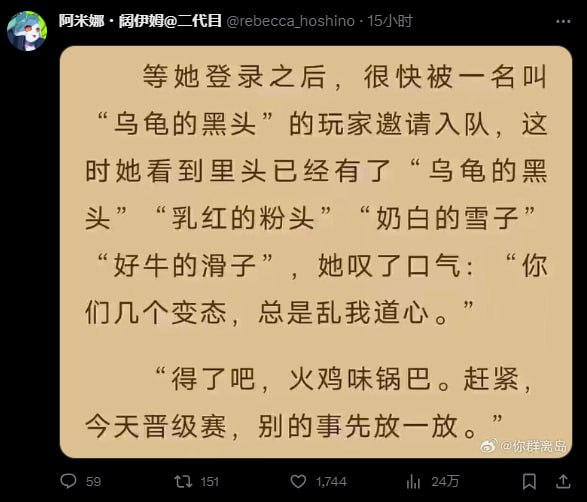 阿米娜·阔伊姆@二代目 @rebecca_hoshino · 15小时
等她登录之后，很快被一名叫
“乌龟的黑头”的玩家邀请入队，这
时她看到里头已经有了“乌龟的黑
头”“乳红的粉头”“奶白的雪子”
“好牛的滑子”，她叹了口气：“你
们几个变态，总是乱我道心。”
“得了吧，火鸡味锅巴。赶紧，
今天晋级赛，别的事先放一放。”
@你群离岛
59 151 1,744 24万